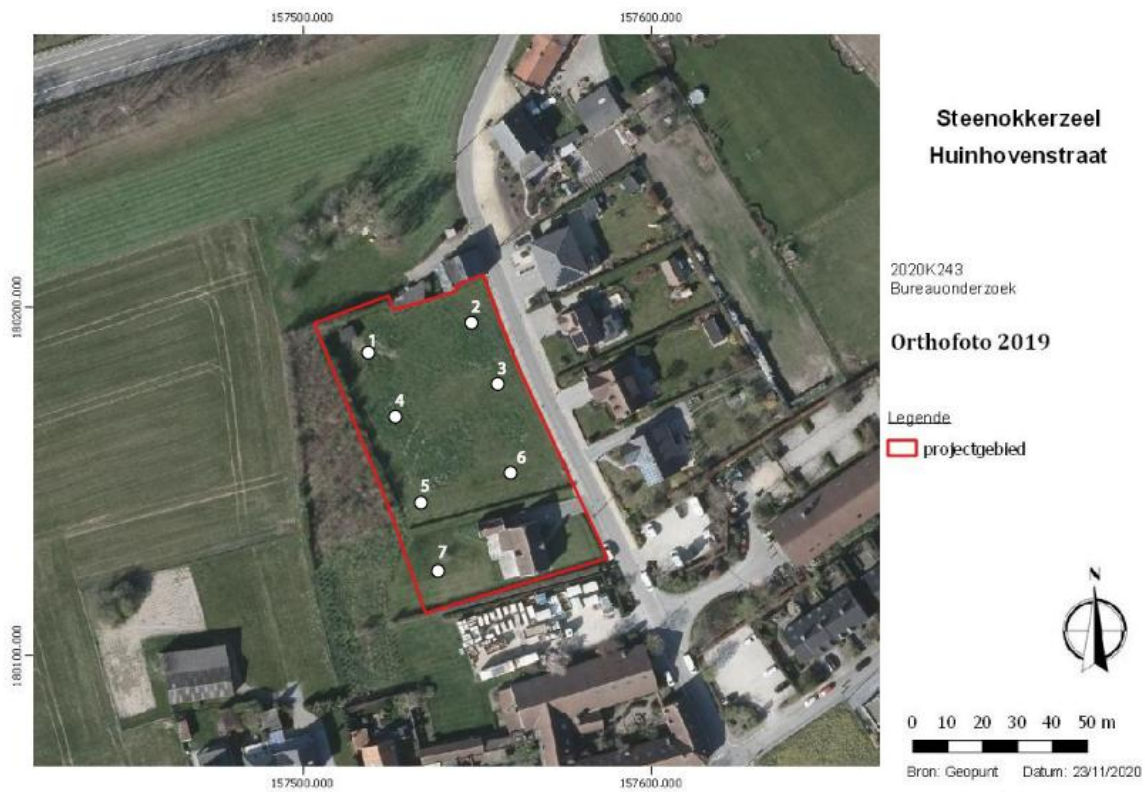 157500.000
157600.000
180200.000
180100.000
1
2
3
4
5
6
7
157500.000
157600.000
Steenokkerzeel
Huinhovenstraat
2020K243
Bureauonderzoek
Orthofoto 2019
Legende
projectgebied
N
0 10 20 30 40 50 m
Bron: Geopunt Datum: 23/11/2020